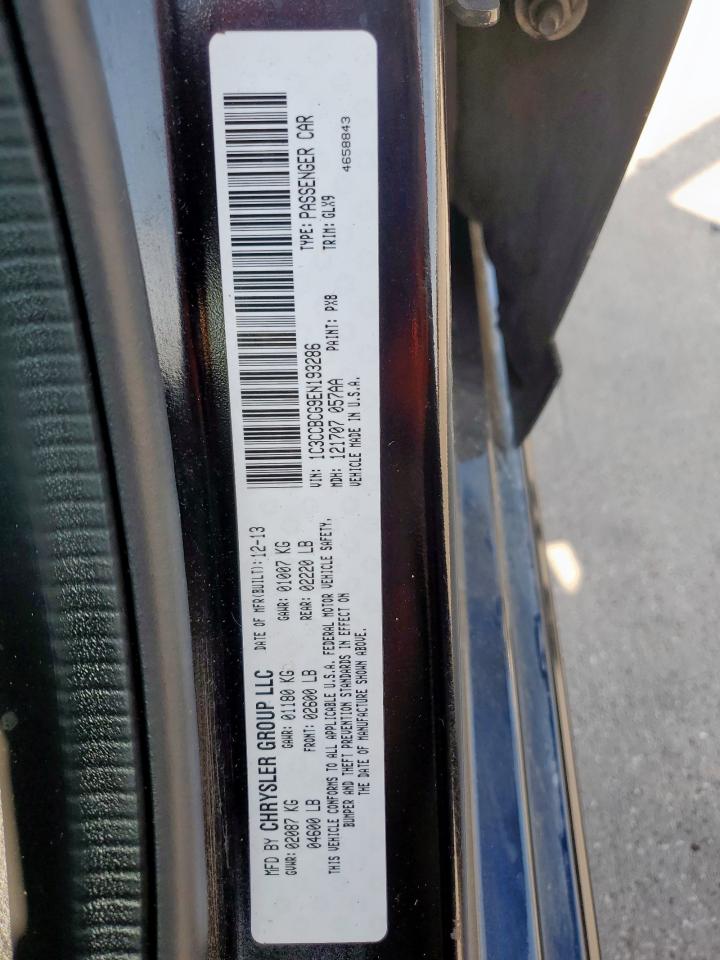 MFD BY CHRYSLER GROUP LLC DATE OF MFR(BUILT): 12-13
GVWR: 02087 KG GAWR: 01180 KG GAWR: 01007 KG
04600 LB FRONT: 02600 LB REAR: 02220 LB
THIS VEHICLE CONFORMS TO ALL APPLICABLE U.S.A. FEDERAL MOTOR VEHICLE SAFETY,
BUMPER AND THEFT PREVENTION STANDARDS IN EFFECT ON
THE DATE OF MANUFACTURE SHOWN ABOVE.
VIN: 1C3CCBCG9EN193286 TYPE: PASSENGER CAR
MDH: 121707 057AA PAINT: PXB TRIM: GLX9
VEHICLE MADE IN U.S.A. 4658843